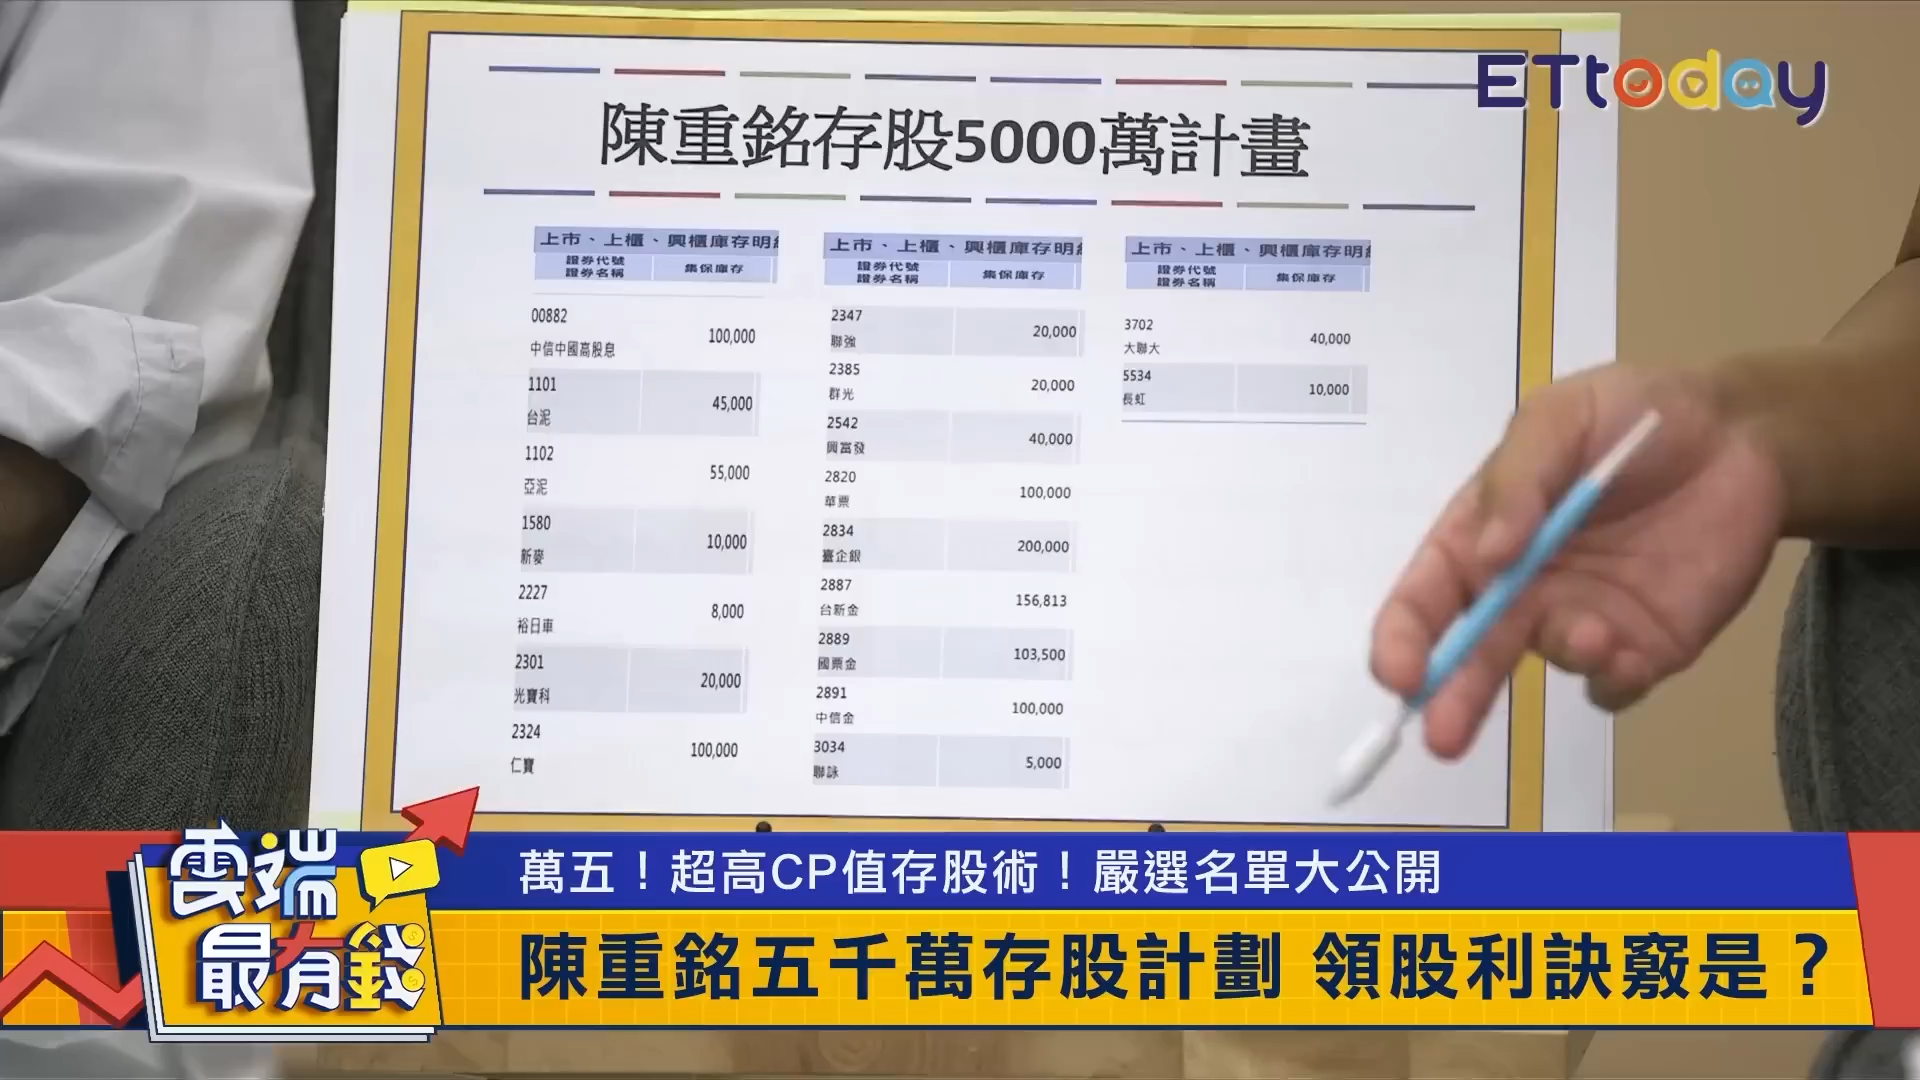 ETtoday
陳重銘存股5000萬計畫
上市、上櫃、興櫃庫存明
證券代號
證券名稱
集保庫存
00882
中信中國高股息
100,000
1101
台泥
45,000
1102
亞泥
55,000
1580
新麥
10,000
2227
裕日車
8,000
2301
光寶科
20,000
2324
仁寶
100,000
上市、上櫃、興櫃庫存明
證券代號
證券名稱
集保庫存
2347
聯強
20,000
2385
群光
20,000
2542
興富發
40,000
2820
華票
100,000
2834
臺企銀
200,000
2887
台新金
156,813
2889
國票金
103,500
2891
中信金
100,000
3034
聯詠
5,000
上市、上櫃、興櫃庫存明
證券代號
證券名稱
集保庫存
3702
大聯大
40,000
5534
長虹
10,000
雲端
最有錢
萬五！超高CP值存股術！嚴選名單大公開
陳重銘五千萬存股計劃 領股利訣竅是？